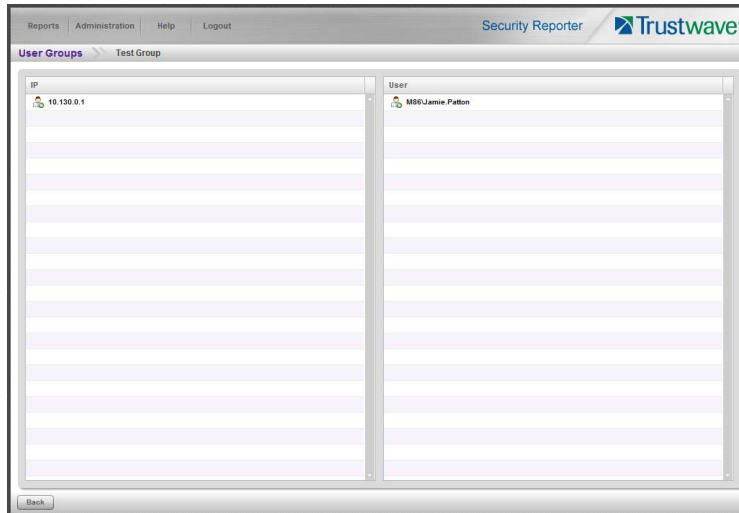 Reports Administration Help Logout
Security Reporter Trustwave
User Groups Test Group
IP
10.130.0.1
User
M86\Jamie.Patton
Back